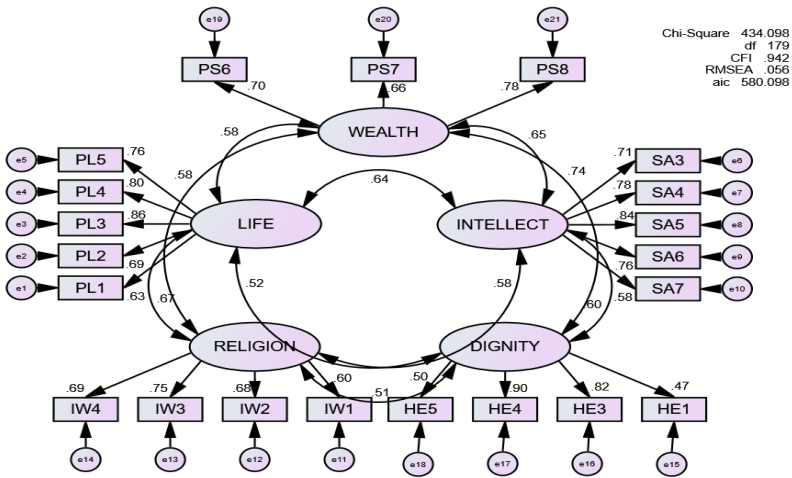 e19
e20
e21
Chi-Square 434.098
df 179
CFI .942
RMSEA .056
aic 580.098
PS6
PS7
PS8
.70
.66
.78
WEALTH
.58
.65
.58
.74
e5
PL5
.76
.71
SA3
e6
e4
PL4
.80
.64
.78
SA4
e7
e3
PL3
.86
LIFE
INTELLECT
.84
SA5
e8
e2
PL2
.69
SA6
e9
.76
e1
PL1
.63
.67
.52
.58
.60
.58
SA7
e10
RELIGION
DIGNITY
.69
.75
.68
.60
.51
.50
.90
.82
.47
IW4
IW3
IW2
IW1
HE5
HE4
HE3
HE1
e14
e13
e12
e11
e18
e17
e16
e15